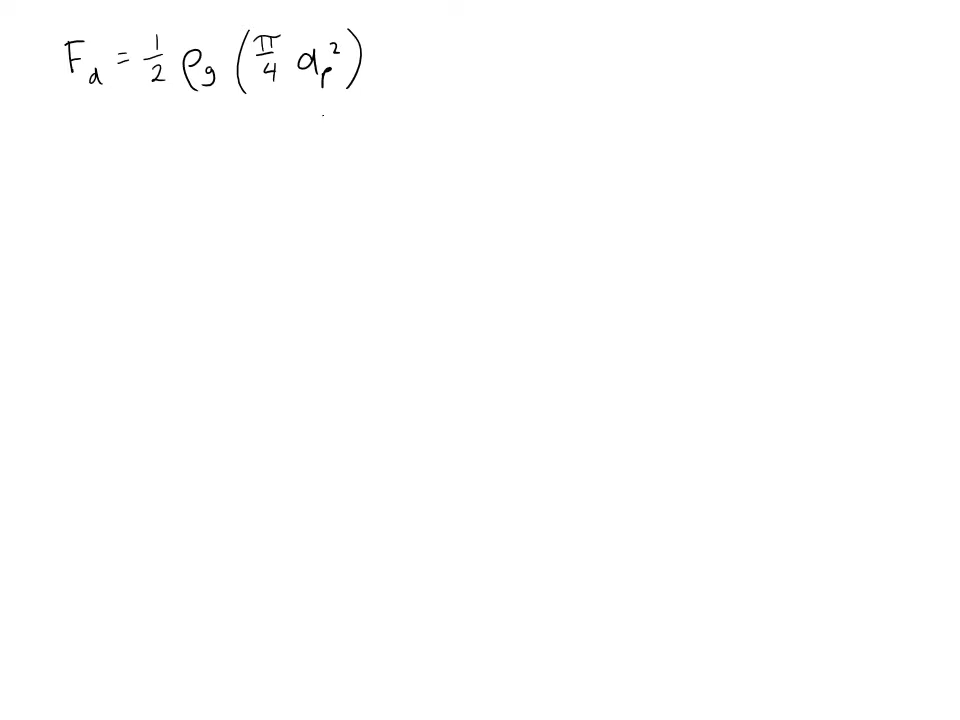 F_d = 1/2 ρ_g (π/4 d_p^2)